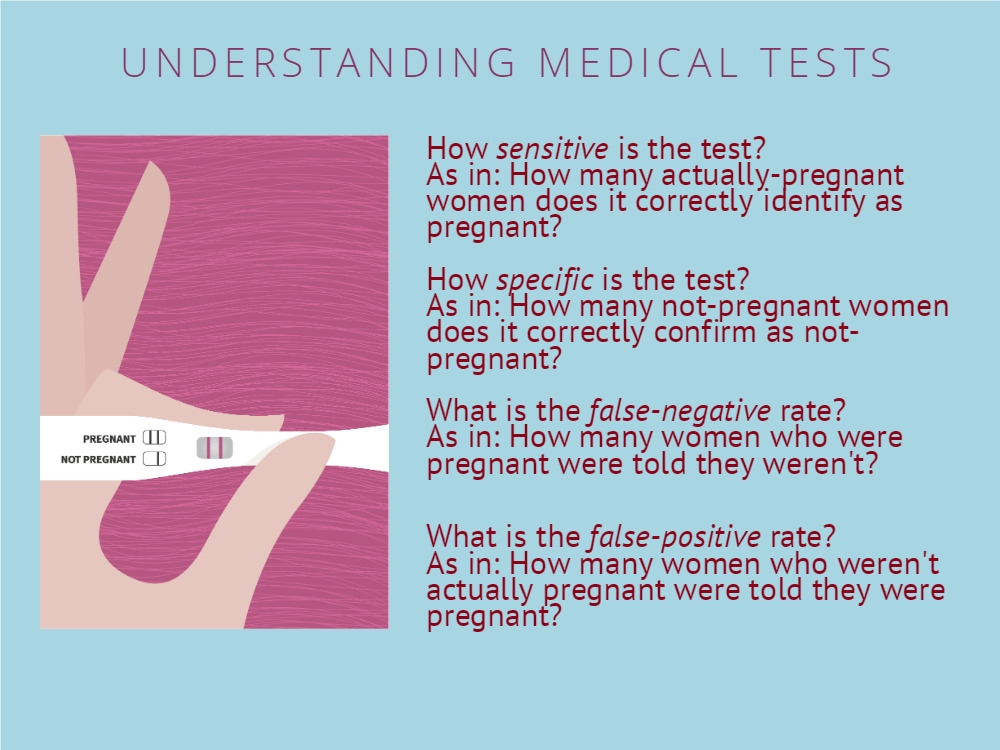 UNDERSTANDING MEDICAL TESTS
How sensitive is the test?
As in: How many actually-pregnant
women does it correctly identify as
pregnant?
How specific is the test?
As in: How many not-pregnant women
does it correctly confirm as not-
pregnant?
What is the false-negative rate?
As in: How many women who were
pregnant were told they weren't?
What is the false-positive rate?
As in: How many women who weren't
actually pregnant were told they were
pregnant?
PREGNANT
NOT PREGNANT